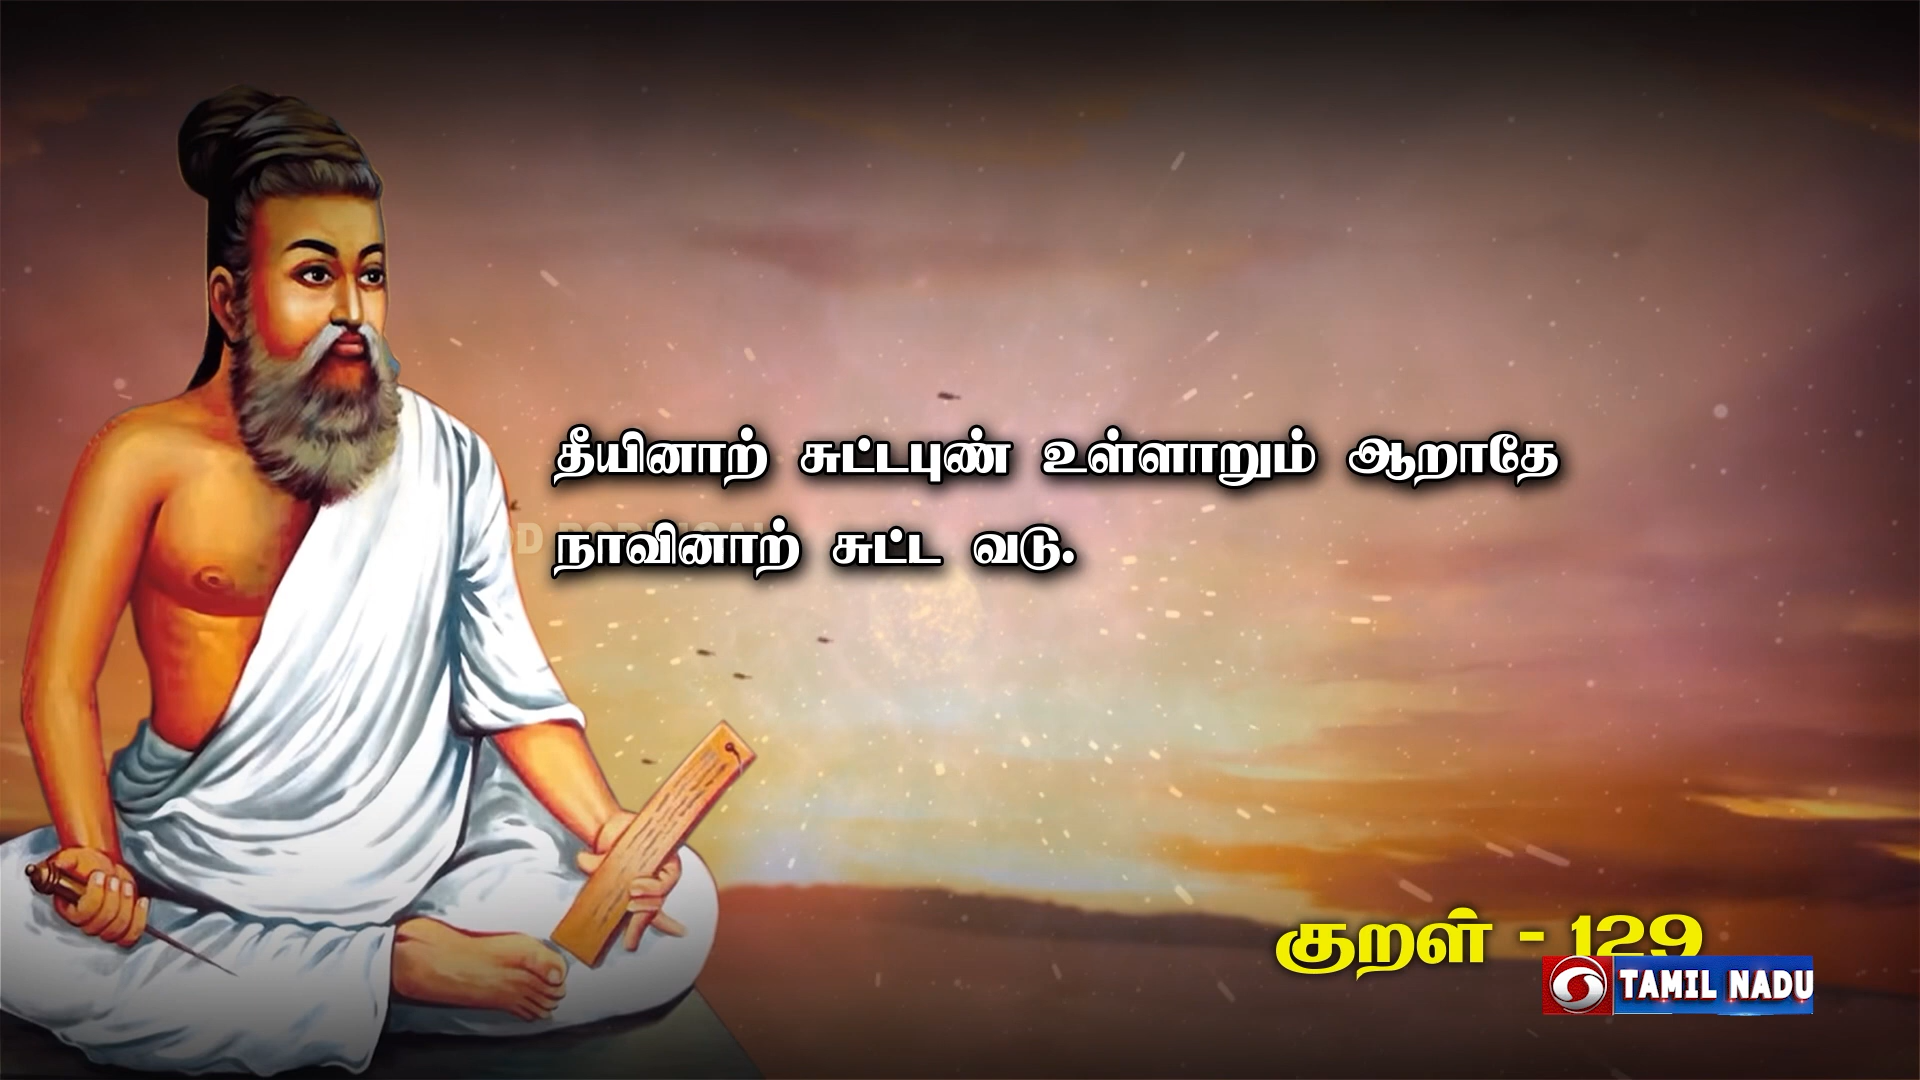 தீயினாற் சுட்டபுண் உள்ளாறும் ஆறாதே
நாவினாற் சுட்ட வடு.
குறள் - 129
TAMIL NADU